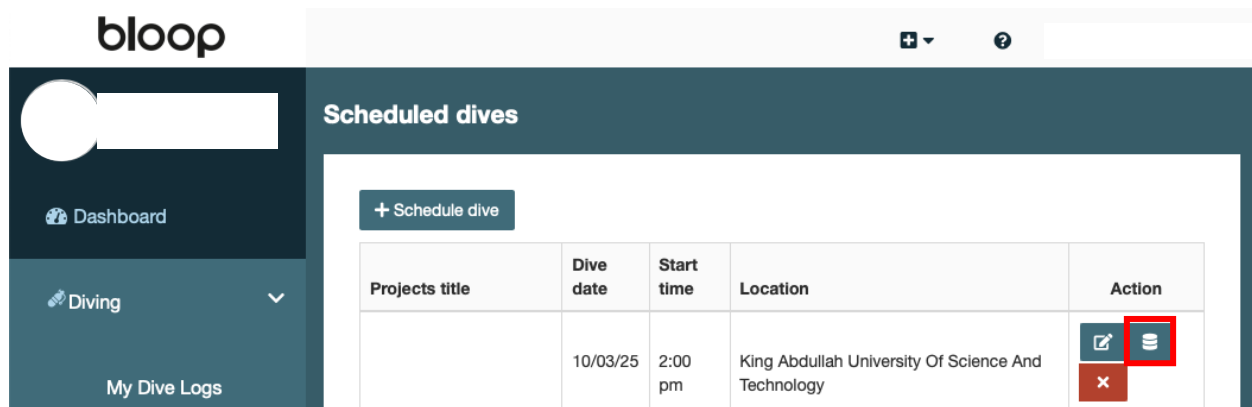 bloop
Scheduled dives
Dashboard
+ Schedule dive
Projects title
Dive
date
Start
time
Location
Action
Diving
10/03/25
2:00
pm
King Abdullah University Of Science And
Technology
My Dive Logs